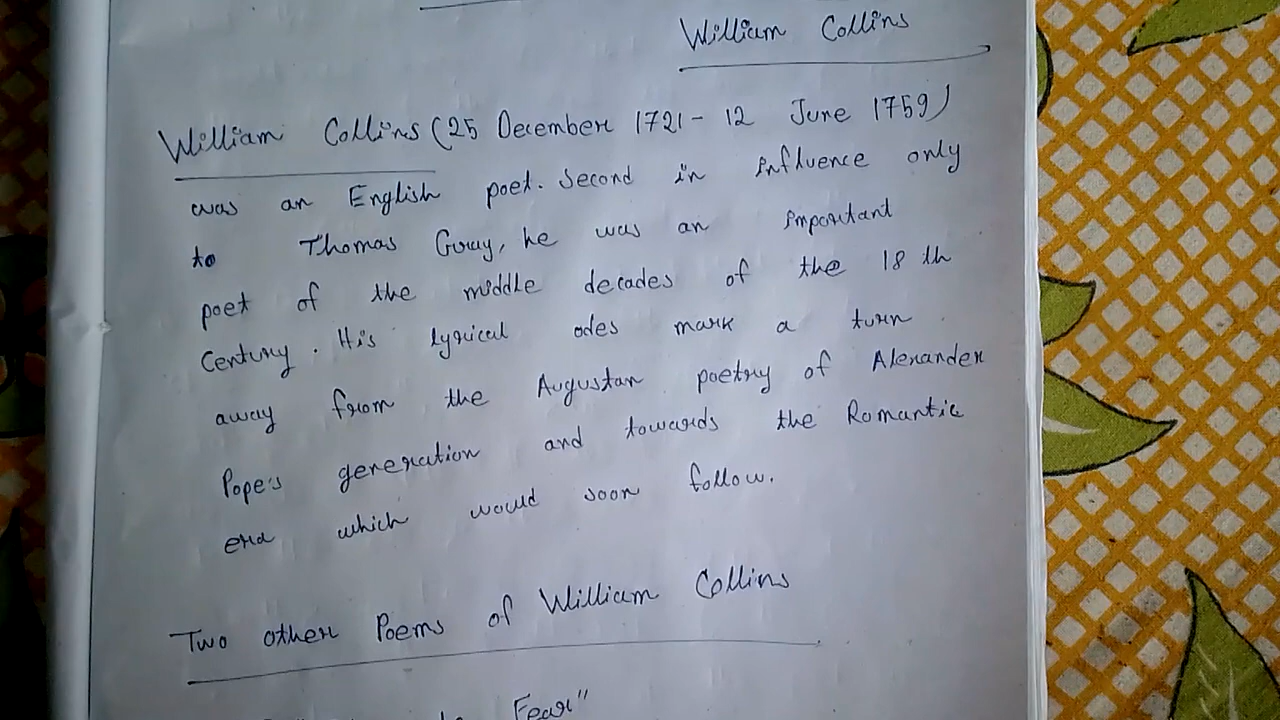 William Collins
William Collins (25 December 1721 - 12 June 1759)
was an English poet. Second in influence only
to Thomas Gray, he was an important
poet of the middle decades of the 18 th
Century. His lyrical odes mark a turn
away from the Augustan poetry of Alexander
Pope's generation and towards the Romantic
era which would soon follow.
Two other Poems of William Collins
Fear"